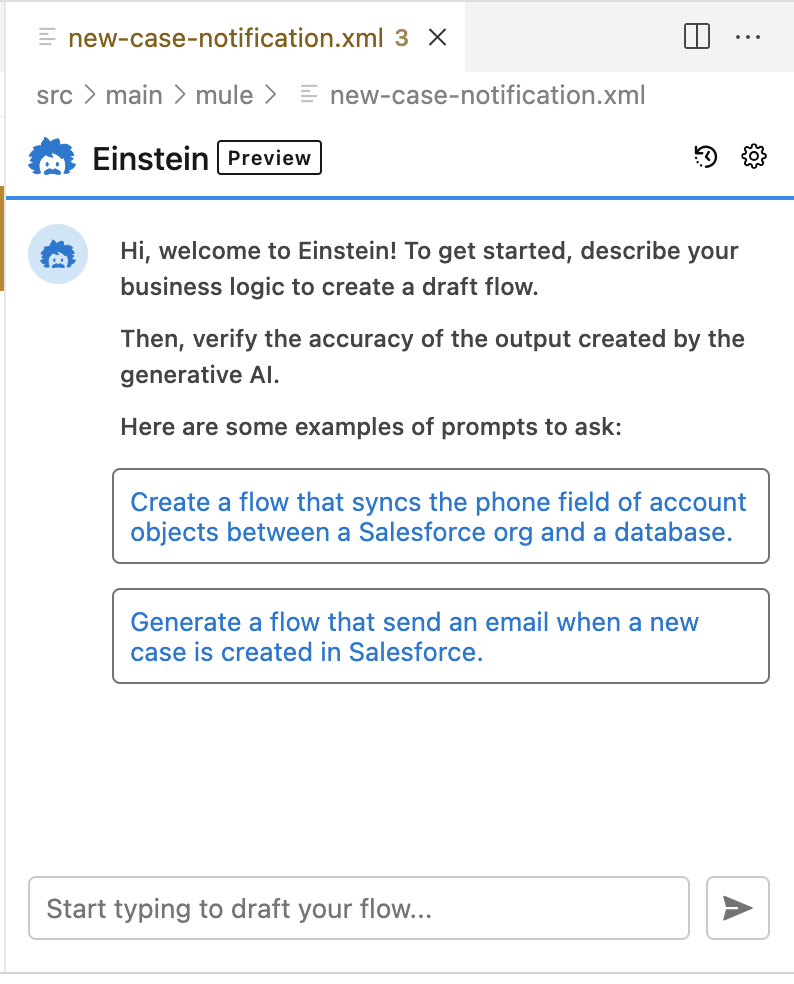 new-case-notification.xml 3
src > main > mule > new-case-notification.xml
Einstein Preview
Hi, welcome to Einstein! To get started, describe your
business logic to create a draft flow.
Then, verify the accuracy of the output created by the
generative AI.
Here are some examples of prompts to ask:
Create a flow that syncs the phone field of account
objects between a Salesforce org and a database.
Generate a flow that send an email when a new
case is created in Salesforce.
Start typing to draft your flow...